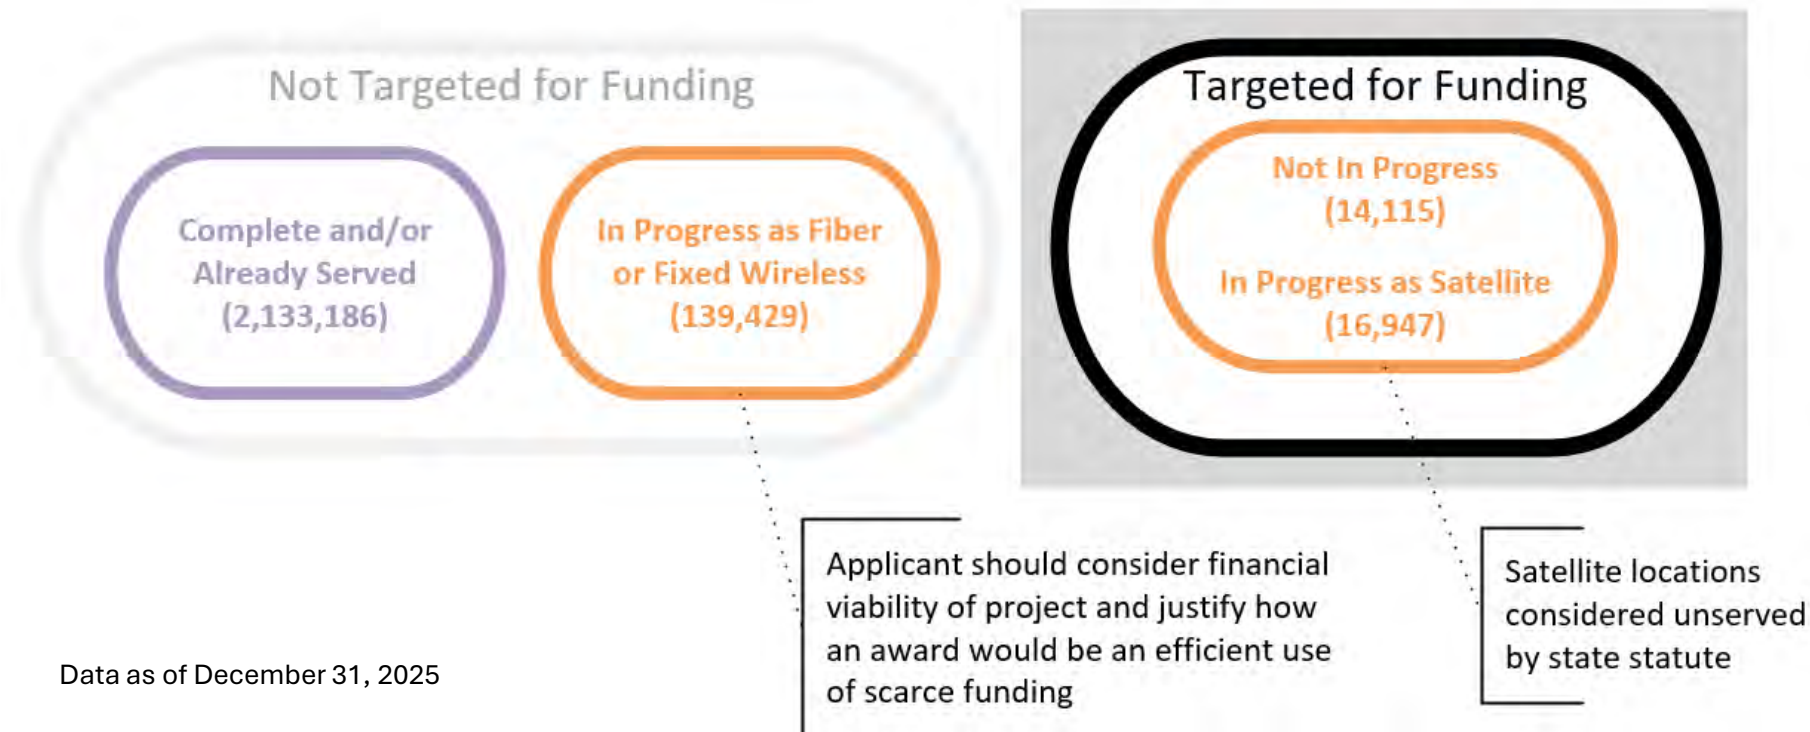 Not Targeted for Funding
Complete and/or
Already Served
(2,133,186)
In Progress as Fiber
or Fixed Wireless
(139,429)
Targeted for Funding
Not In Progress
(14,115)
In Progress as Satellite
(16,947)
Applicant should consider financial
viability of project and justify how
an award would be an efficient use
of scarce funding
Satellite locations
considered unserved
by state statute
Data as of December 31, 2025